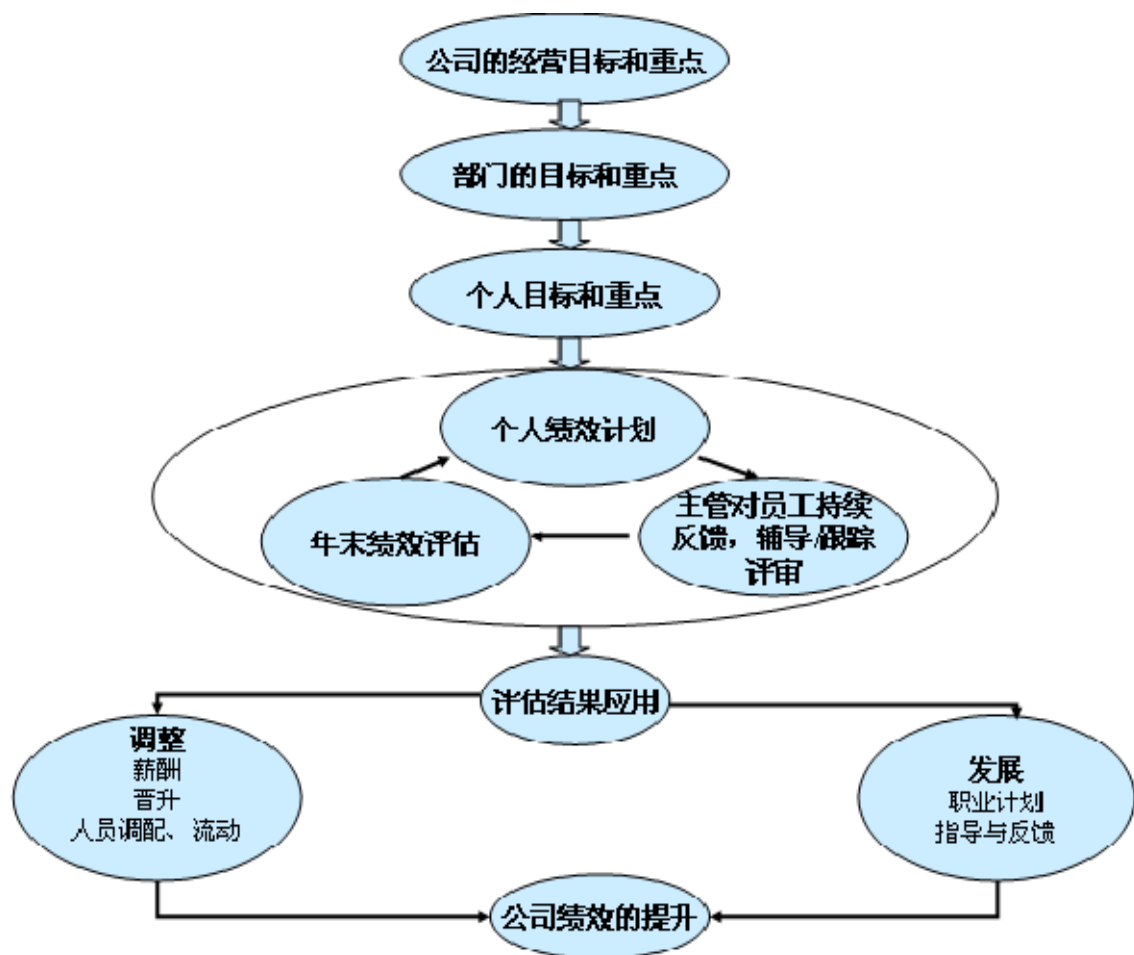 公司的经营目标和重点
部门的目标和重点
个人目标和重点
个人绩效计划
主管对员工持续
反馈，辅导/跟踪
评审
年末绩效评估
评估结果应用
调整
薪酬
晋升
人员调配、流动
发展
职业计划
指导与反馈
公司绩效的提升